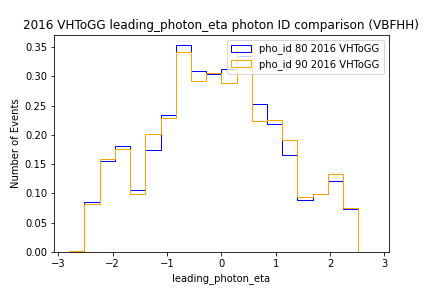 2016 VHToGG leading_photon_eta photon ID comparison (VBFHH)
pho_id 80 2016 VHToGG
pho_id 90 2016 VHToGG
Number of Events
0.35
0.30
0.25
0.20
0.15
0.10
0.05
0.00
−3 −2 −1 0 1 2 3
leading_photon_eta